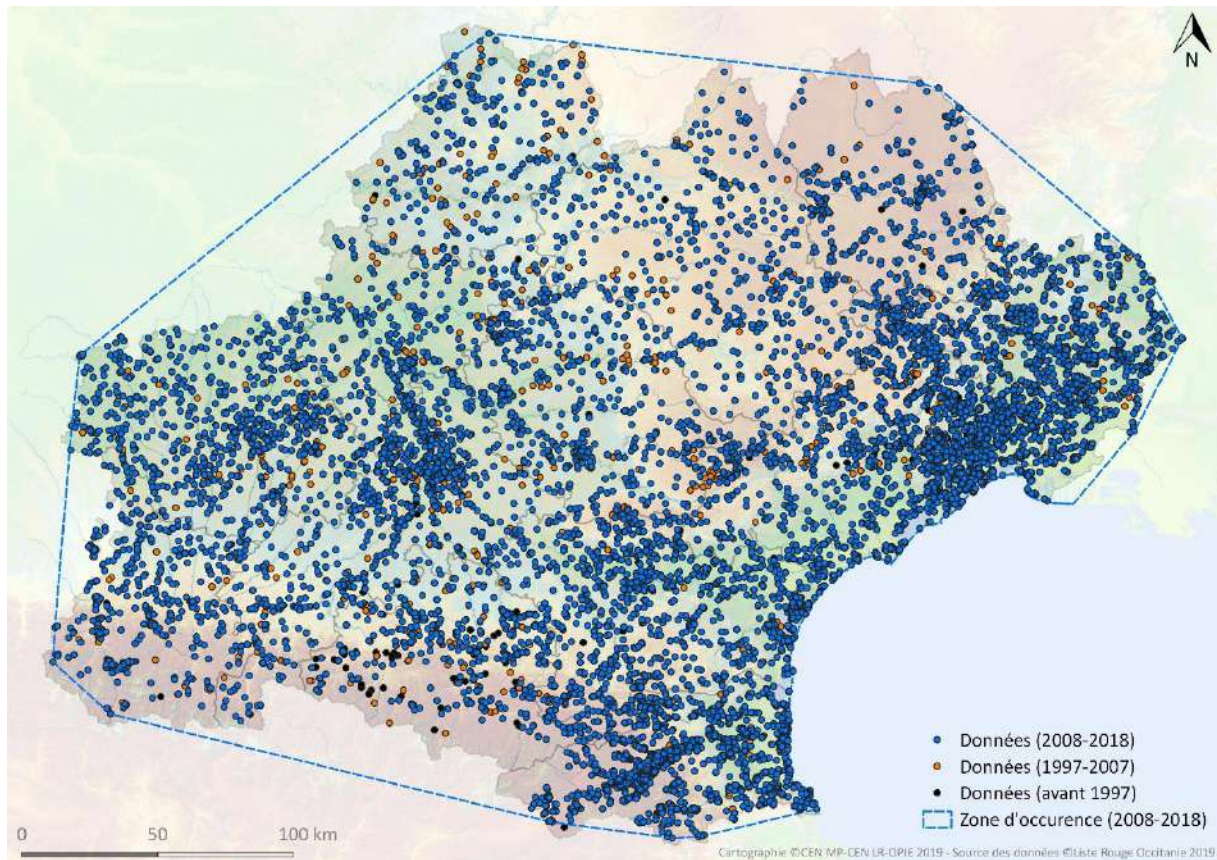 N
Données (2008-2018)
Données (1997-2007)
Données (avant 1997)
Zone d'occurence (2008-2018)
0 50 100 km
Cartographie ©CEN MP-CEN LR-OPIE 2019 - Source des données ©Liste Rouge Occitanie 2019